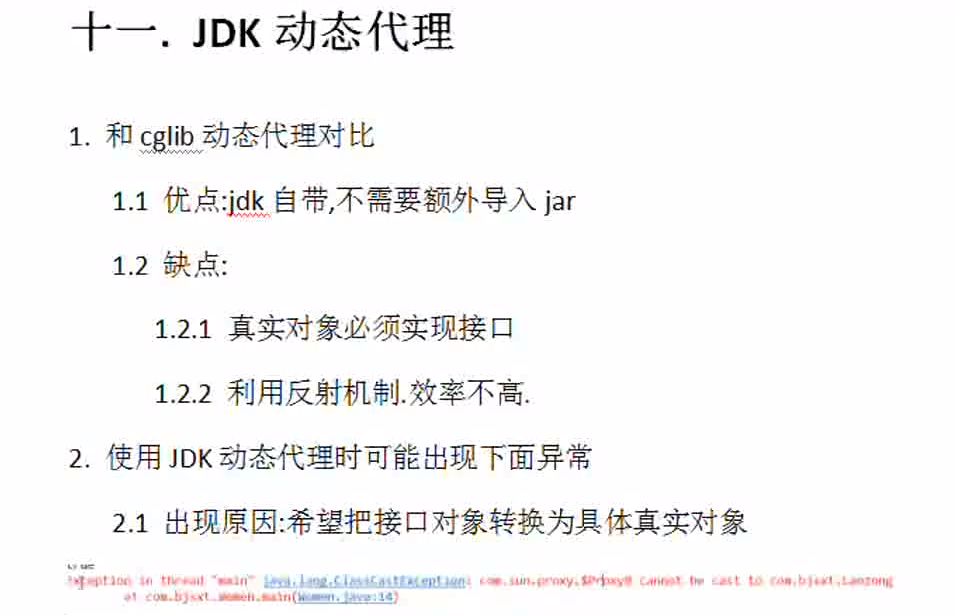 十一. JDK 动态代理
1. 和 cglib 动态代理对比
1.1 优点:jdk 自带,不需要额外导入 jar
1.2 缺点:
1.2.1 真实对象必须实现接口
1.2.2 利用反射机制.效率不高.
2. 使用 JDK 动态代理时可能出现下面异常
2.1 出现原因:希望把接口对象转换为具体真实对象
Exception in thread "main" java.lang.ClassCastException: com.sun.proxy.$Proxy0 cannot be cast to com.bjsxt.Laozong
at com.bjsxt.Women.main(Women.java:14)